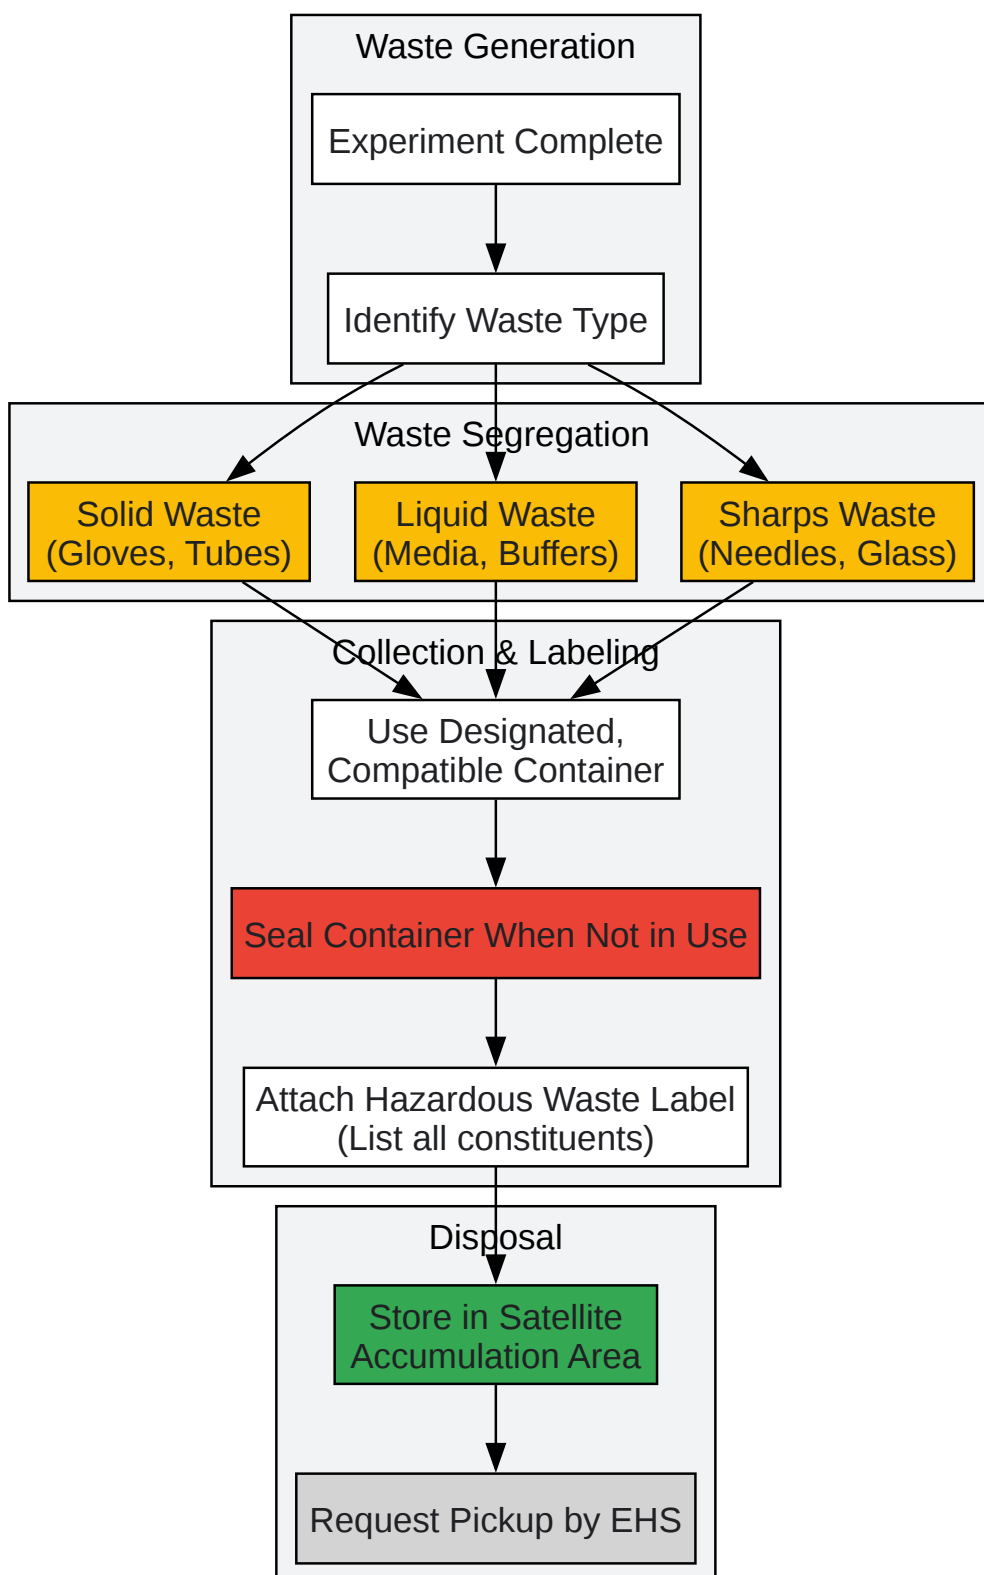 Waste Generation
Experiment Complete
Identify Waste Type
Waste Segregation
Solid Waste
(Gloves, Tubes)
Liquid Waste
(Media, Buffers)
Sharps Waste
(Needles, Glass)
Collection & Labeling
Use Designated,
Compatible Container
Seal Container When Not in Use
Attach Hazardous Waste Label
(List all constituents)
Disposal
Store in Satellite
Accumulation Area
Request Pickup by EHS